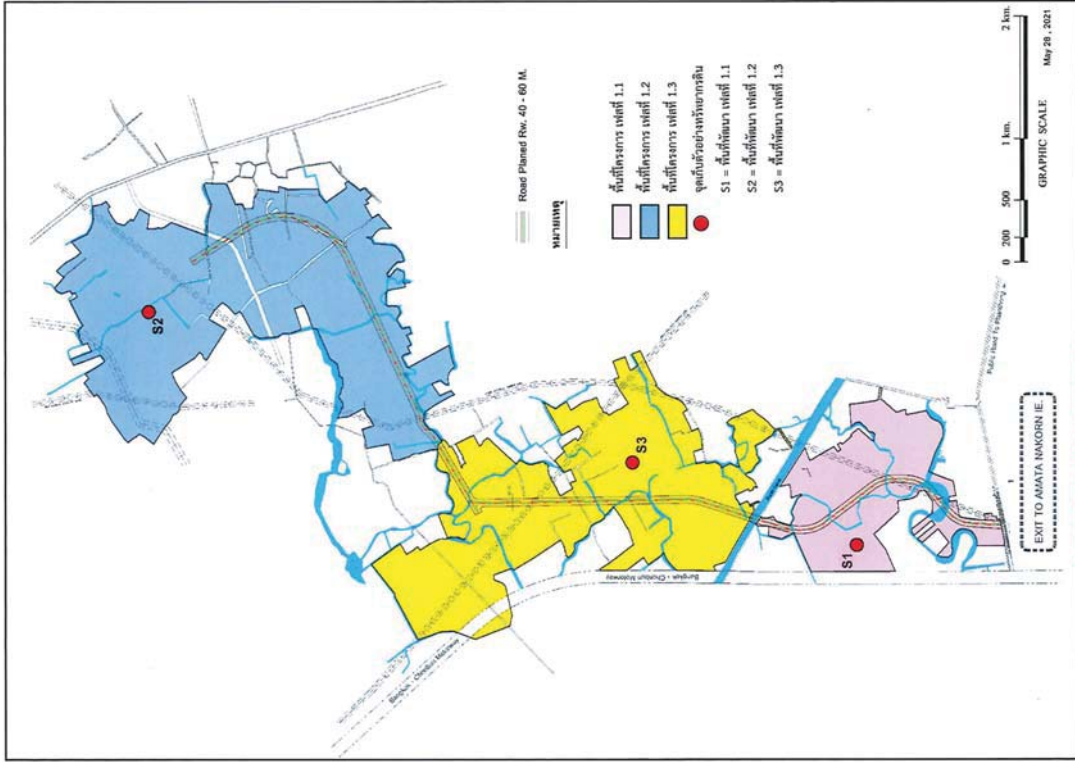 S2
Road Planed Rw. 40 - 60 M.
หมายเหตุ
พื้นที่โครงการ เฟสที่ 1.1
พื้นที่โครงการ เฟสที่ 1.2
พื้นที่โครงการ เฟสที่ 1.3
จุดเก็บตัวอย่างทรัพยากรดิน
S1 = พื้นที่พัฒนา เฟสที่ 1.1
S2 = พื้นที่พัฒนา เฟสที่ 1.2
S3 = พื้นที่พัฒนา เฟสที่ 1.3
S3
S1
Bangkok - Chonburi Motorway
Bangkok - Chonburi Motorway
EXIT TO AMATA NAKORN IE.
0 200 500 1 km. 2 km.
GRAPHIC SCALE
May 28 , 2021